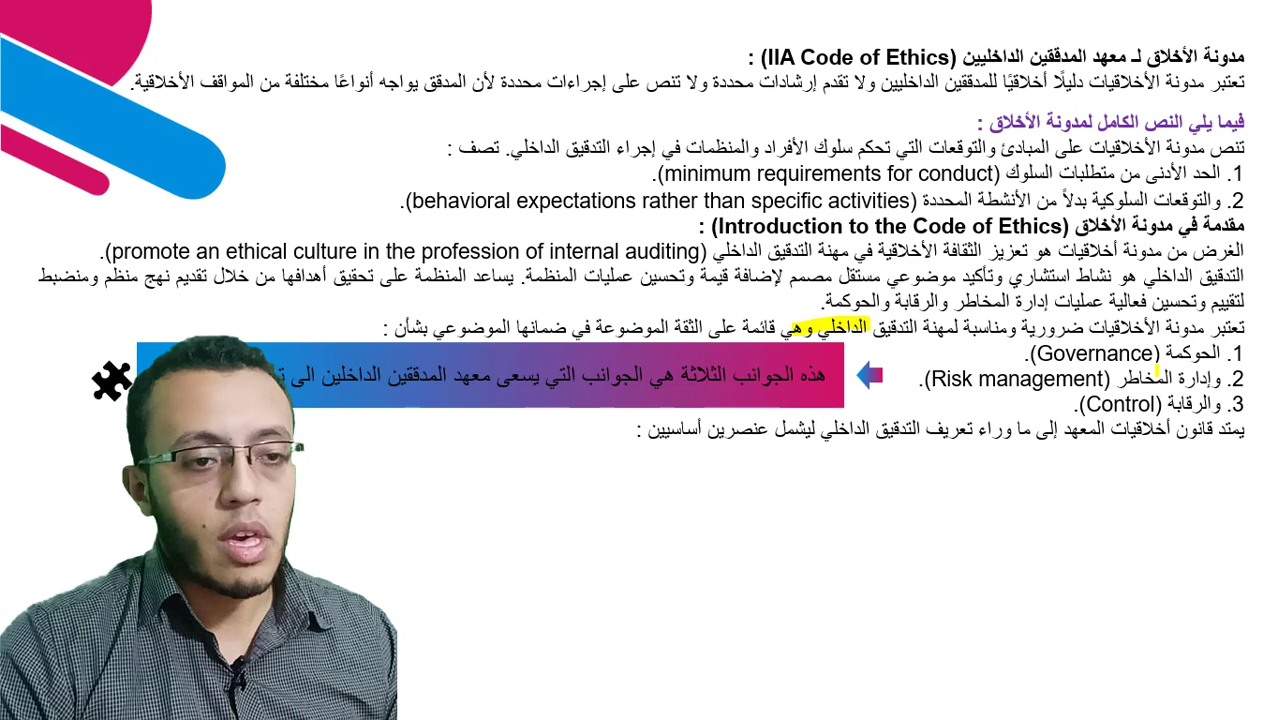 مدونة الأخلاق لـ معهد المدققين الداخليين (IIA Code of Ethics) :
تعتبر مدونة الأخلاقيات دليلًا أخلاقيًا للمدققين الداخليين ولا تقدم إرشادات محددة ولا تنص على إجراءات محددة لأن المدقق يواجه أنواعًا مختلفة من المواقف الأخلاقية.
فيما يلي النص الكامل لمدونة الأخلاق :
تنص مدونة الأخلاقيات على المبادئ والتوقعات التي تحكم سلوك الأفراد والمنظمات في إجراء التدقيق الداخلي. تصف :
1. الحد الأدنى من متطلبات السلوك (minimum requirements for conduct).
2. والتوقعات السلوكية بدلاً من الأنشطة المحددة (behavioral expectations rather than specific activities).
مقدمة في مدونة الأخلاق (Introduction to the Code of Ethics) :
الغرض من مدونة أخلاقيات هو تعزيز الثقافة الأخلاقية في مهنة التدقيق الداخلي (promote an ethical culture in the profession of internal auditing).
التدقيق الداخلي هو نشاط استشاري وتأكيد موضوعي مستقل مصمم لإضافة قيمة وتحسين عمليات المنظمة. يساعد المنظمة على تحقيق أهدافها من خلال تقديم نهج منظم ومنضبط
لتقييم وتحسين فعالية عمليات إدارة المخاطر والرقابة والحوكمة.
تعتبر مدونة الأخلاقيات ضرورية ومناسبة لمهنة التدقيق الداخلي وهي قائمة على الثقة الموضوعة في ضمانها الموضوعي بشأن :
1. الحوكمة (Governance).
2. وإدارة المخاطر (Risk management).
هذه الجوانب الثلاثة هي الجوانب التي يسعى معهد المدققين الداخلين الى
3. والرقابة (Control).
يمتد قانون أخلاقيات المعهد إلى ما وراء تعريف التدقيق الداخلي ليشمل عنصرين أساسيين :